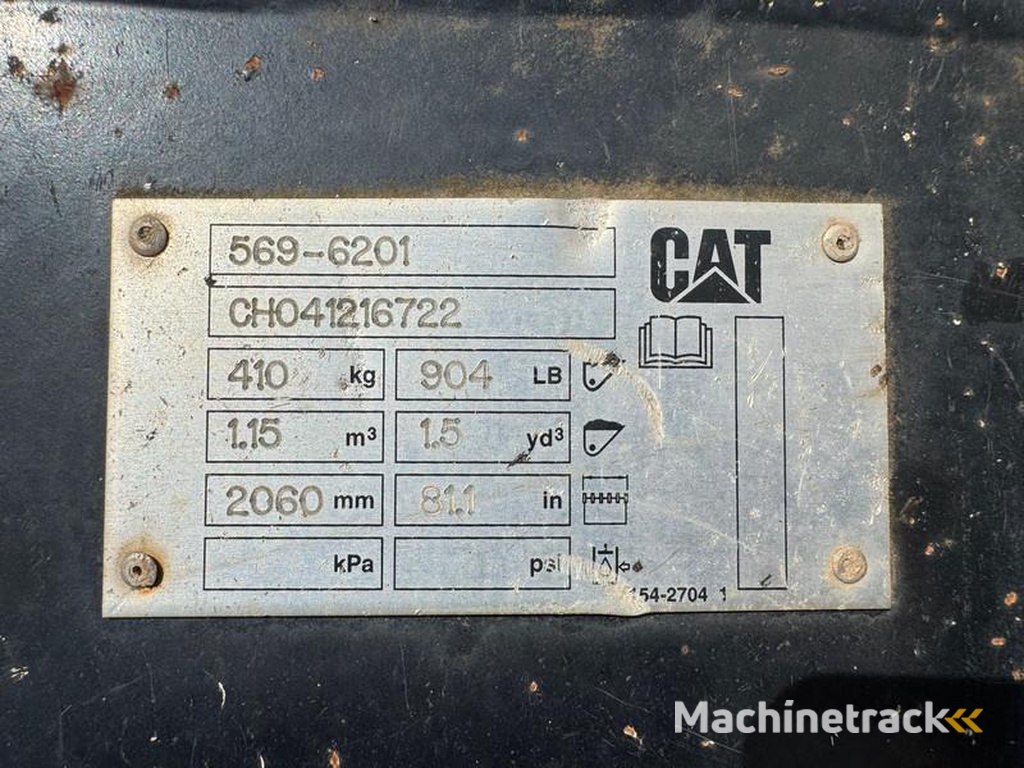 569-6201
CAT
CH041216722
410 kg 904 LB
1.15 m³ 1.5 yd³
2060 mm 81.1 in
kPa psi
154-2704 1
Machinetrack